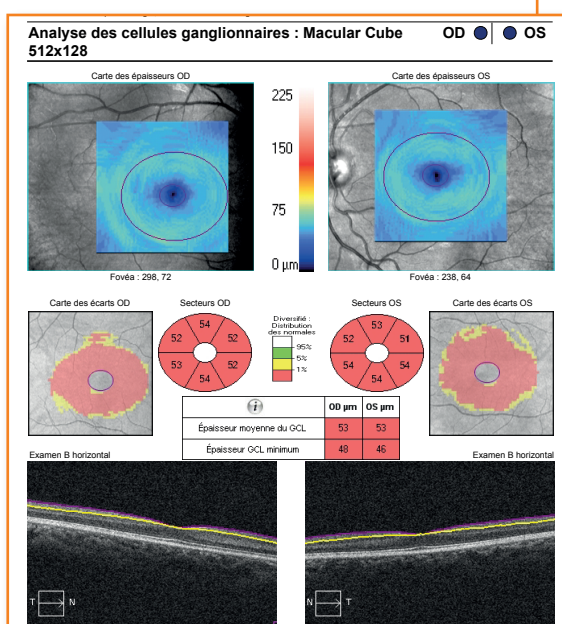 Analyse des cellules ganglionnaires : Macular Cube 512x128
OD OS
Carte des épaisseurs OD
Carte des épaisseurs OS
225
150
75
0 µm
Fovéa : 298, 72
Fovéa : 238, 64
Carte des écarts OD
Secteurs OD
Diversifié :
Distribution
des normales
95%
5%
1%
Secteurs OS
Carte des écarts OS
54
52 52
53 52
54
53
52 51
52 54
54
OD µm OS µm
Épaisseur moyenne du GCL 53 53
Épaisseur GCL minimum 48 46
Examen B horizontal
Examen B horizontal
T N
N T